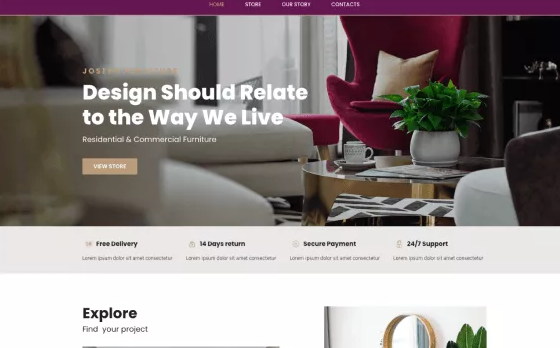 HOME STORE OUR STORY CONTACTS
Design Should Relate
to the Way We Live
Residential & Commercial Furniture
VIEW STORE
Free Delivery 14 Days return Secure Payment 24/7 Support
Lorem ipsum dolor sit amet consectetur Lorem ipsum dolor sit amet consectetur Lorem ipsum dolor sit amet consectetur Lorem ipsum dolor sit amet consectetur
Explore
Find your project